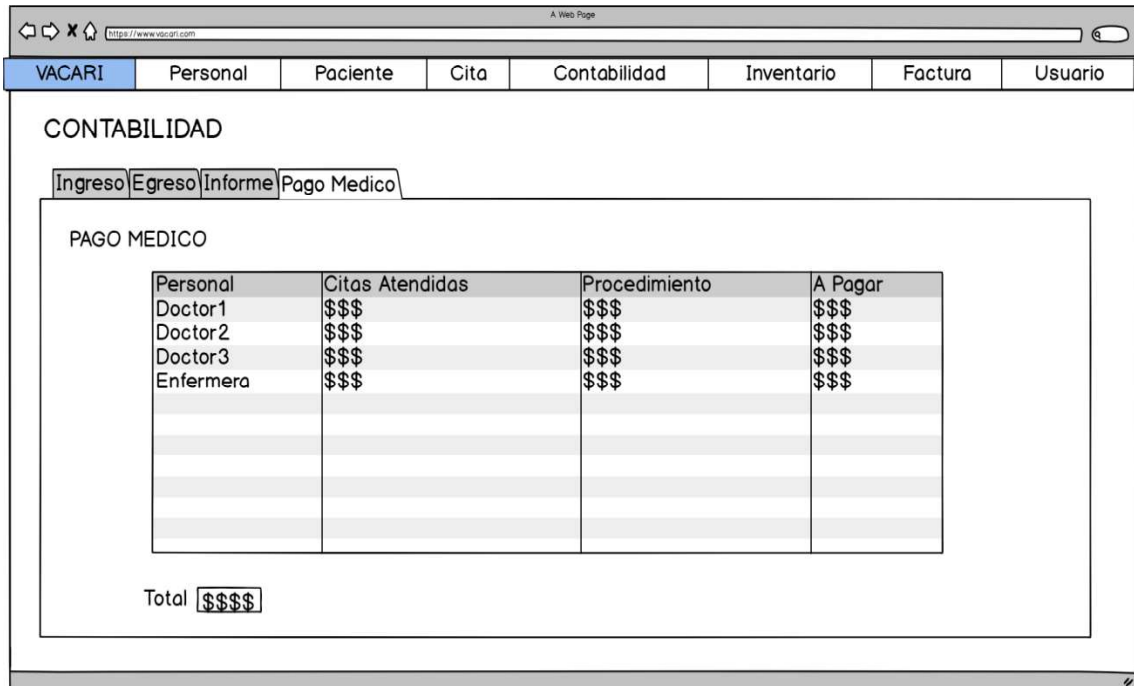 A Web Page
https://www.vacari.com
VACARI Personal Paciente Cita Contabilidad Inventario Factura Usuario
CONTABILIDAD
Ingreso Egreso Informe Pago Medico
PAGO MEDICO
Personal Citas Atendidas Procedimiento A Pagar
Doctor1 $$$ $$$ $$$
Doctor2 $$$ $$$ $$$
Doctor3 $$$ $$$ $$$
Enfermera $$$ $$$ $$$
Total $$$$